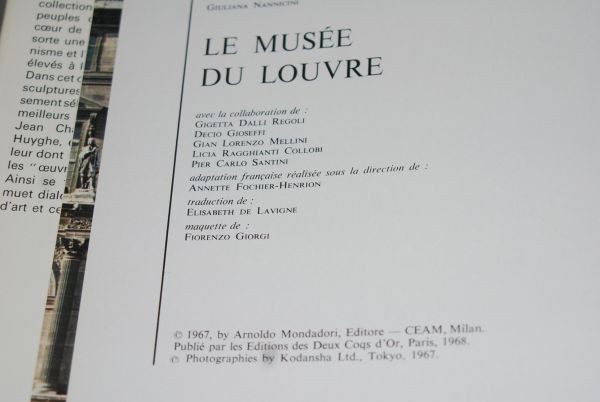 collection
peuples
cœur de
sorte une
nisme et l'
élevés à l
Dans cet
sculptures
sement sé
meilleurs
Jean Ch
Huyghe,
leur dont
les "œuv
Ainsi se
muet dialo
d'art et ce
GIULIANA NANNICINI
LE MUSÉE
DU LOUVRE
avec la collaboration de :
GIGETTA DALLI REGOLI
DECIO GIOSEFFI
GIAN LORENZO MELLINI
LICIA RAGGHIANTI COLLOBI
PIER CARLO SANTINI
adaptation française réalisée sous la direction de :
ANNETTE FOCHIER-HENRION
traduction de :
ELISABETH DE LAVIGNE
maquette de :
FIORENZO GIORGI
© 1967, by Arnoldo Mondadori, Editore — CEAM, Milan.
Publié par les Editions des Deux Coqs d'Or, Paris, 1968.
© Photographies by Kodansha Ltd., Tokyo, 1967.